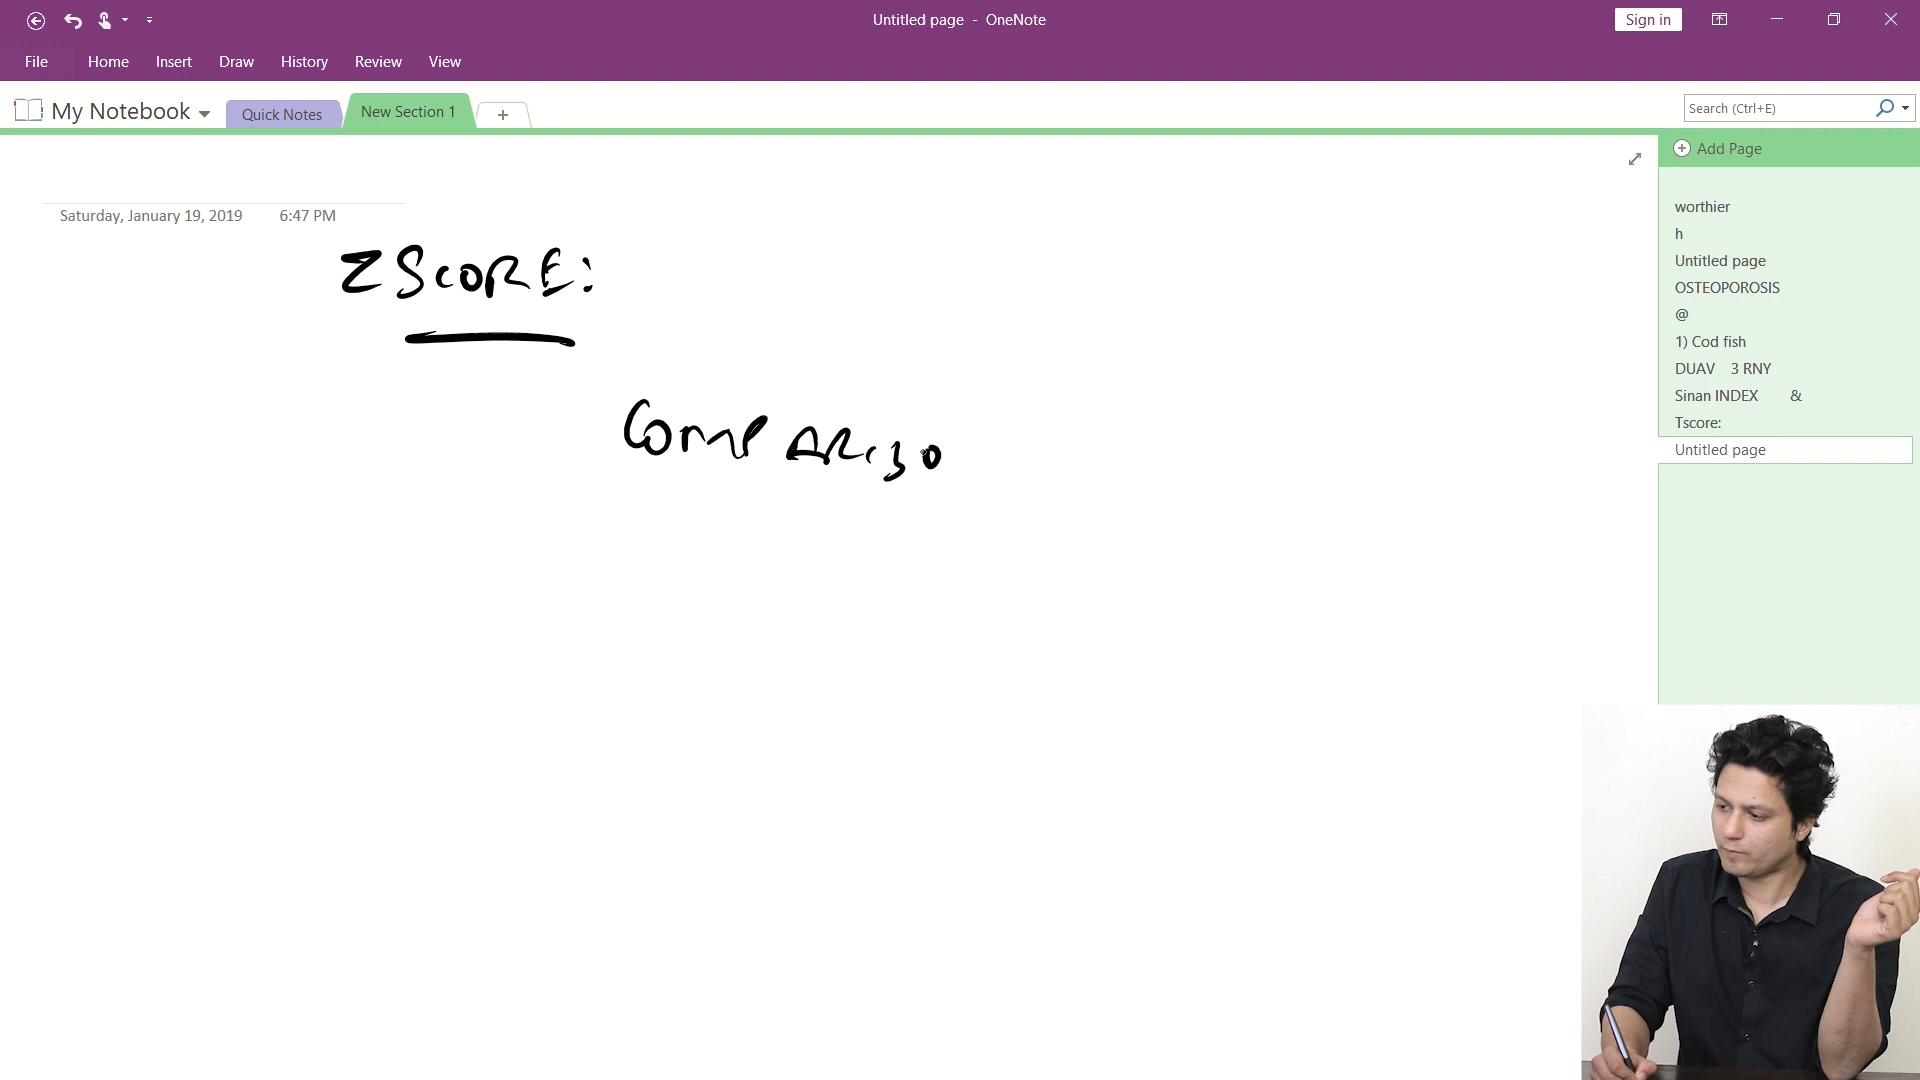 Untitled page - OneNote
Sign in
File Home Insert Draw History Review View
My Notebook Quick Notes New Section 1 +
Search (Ctrl+E)
Add Page
Saturday, January 19, 2019 6:47 PM
Z SCORE:
COMPARISO
worthier
h
Untitled page
OSTEOPOROSIS
@
1) Cod fish
DUAV 3 RNY
Sinan INDEX &
Tscore:
Untitled page